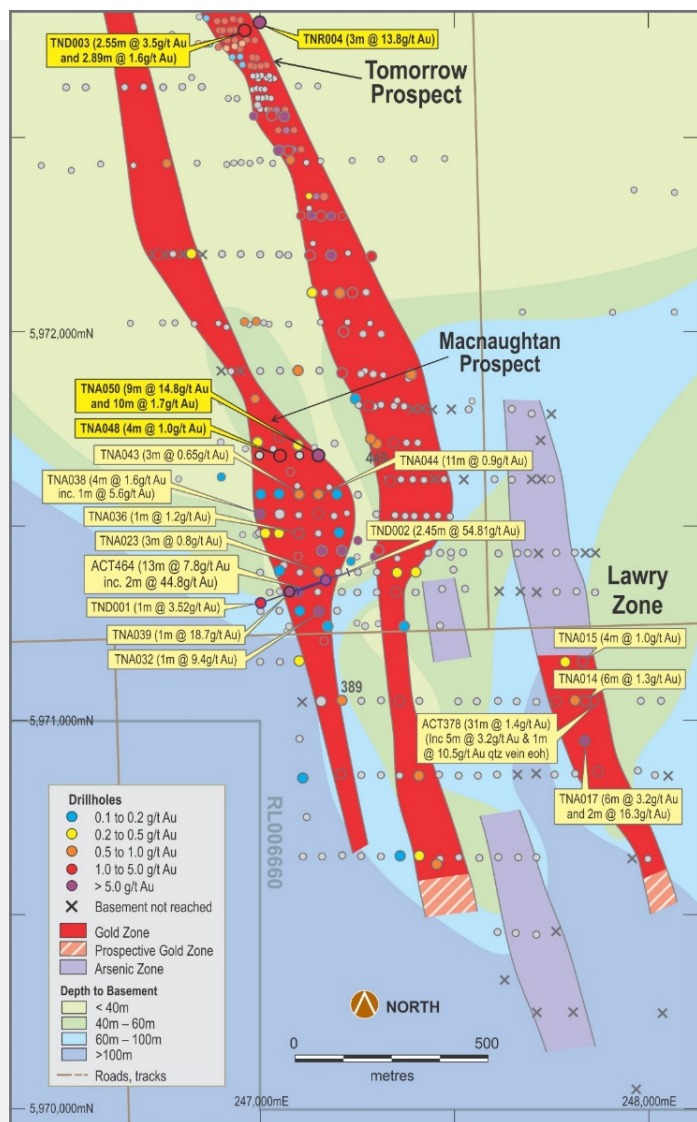 TND003 (2.55m @ 3.5g/t Au
and 2.89m @ 1.6g/t Au)
TNR004 (3m @ 13.8g/t Au)
Tomorrow
Prospect
5,972,000mN
Macnaughtan
Prospect
TNA050 (9m @ 14.8g/t Au
and 10m @ 1.7g/t Au)
TNA048 (4m @ 1.0g/t Au)
TNA043 (3m @ 0.65g/t Au)
TNA044 (11m @ 0.9g/t Au)
TNA038 (4m @ 1.6g/t Au
inc. 1m @ 5.6g/t Au)
TNA036 (1m @ 1.2g/t Au)
TND002 (2.45m @ 54.81g/t Au)
TNA023 (3m @ 0.8g/t Au)
ACT464 (13m @ 7.8g/t Au
inc. 2m @ 44.8g/t Au)
Lawry
Zone
TND001 (1m @ 3.52g/t Au)
TNA039 (1m @ 18.7g/t Au)
TNA015 (4m @ 1.0g/t Au)
TNA032 (1m @ 9.4g/t Au)
TNA014 (6m @ 1.3g/t Au)
389
5,971,000mN
ACT378 (31m @ 1.4g/t Au)
(Inc 5m @ 3.2g/t Au & 1m
@ 10.5g/t Au qtz vein eoh)
TNA017 (6m @ 3.2g/t Au
and 2m @ 16.3g/t Au)
RL006660
Drillholes
0.1 to 0.2 g/t Au
0.2 to 0.5 g/t Au
0.5 to 1.0 g/t Au
1.0 to 5.0 g/t Au
> 5.0 g/t Au
Basement not reached
Gold Zone
Prospective Gold Zone
Arsenic Zone
Depth to Basement
< 40m
40m – 60m
60m – 100m
>100m
Roads, tracks
NORTH
0 500
metres
5,970,000mN
247,000mE
248,000mE